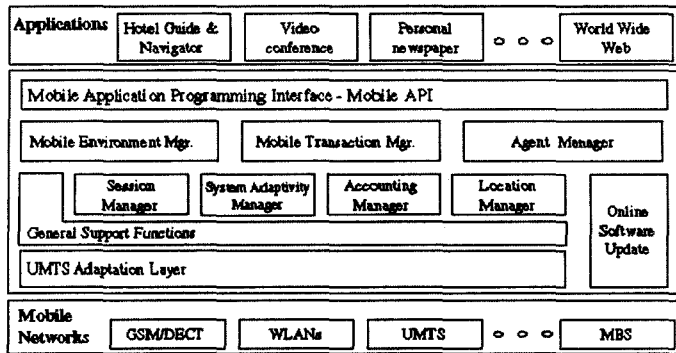 Applications
Hotel Guide &
Navigator
Video
conference
Personal
newspaper
World Wide
Web
Mobile Application Programming Interface - Mobile API
Mobile Environment Mgr.
Mobile Transaction Mgr.
Agent Manager
Session
Manager
System Adaptivity
Manager
Accounting
Manager
Location
Manager
Online
Software
Update
General Support Functions
UMTS Adaptation Layer
Mobile
Networks
GSM/DECT
WLANs
UMTS
MBS